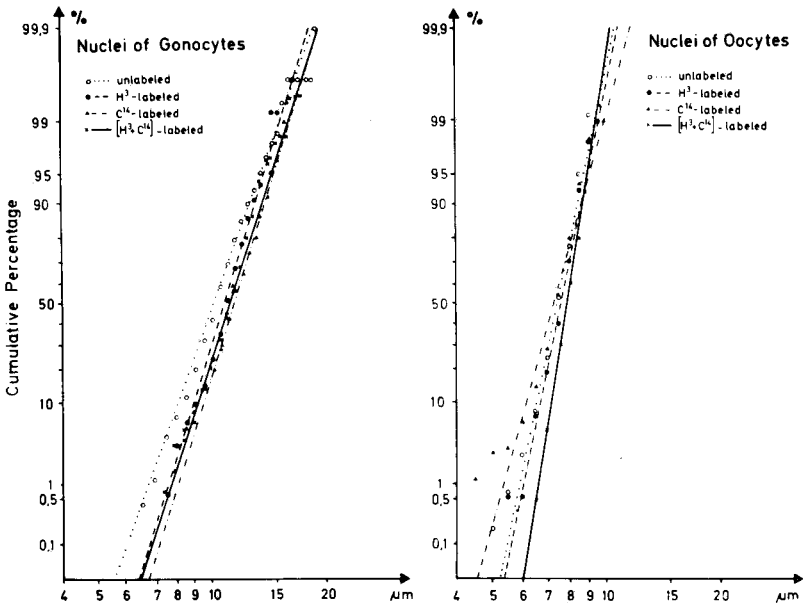 %
99,9
99
95
90
50
10
1
0,5
0,1
Cumulative Percentage
Nuclei of Gonocytes
unlabeled
H³-labeled
C¹⁴-labeled
[H³+C¹⁴]-labeled
4 5 6 7 8 9 10 15 20 µm
%
99,9
99
95
90
50
10
1
0,5
0,1
Nuclei of Oocytes
unlabeled
H³-labeled
C¹⁴-labeled
[H³+C¹⁴]-labeled
4 5 6 7 8 9 10 15 20 µm